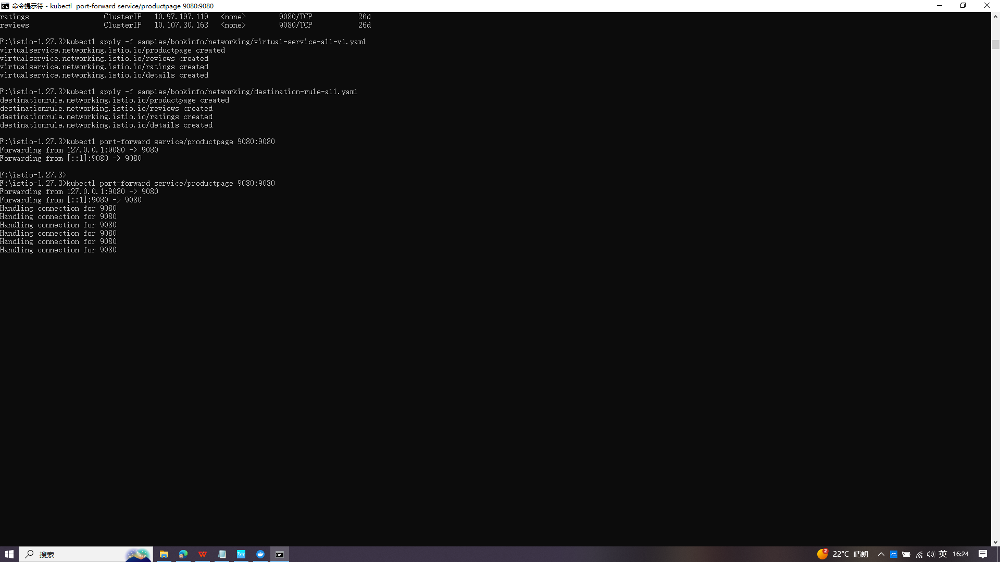 命令提示符 - kubectl  port-forward service/productpage 9080:9080
ratings                  ClusterIP   10.97.197.119   <none>        9080/TCP           26d
reviews                  ClusterIP   10.107.30.163   <none>        9080/TCP           26d
F:\istio-1.27.3>kubectl apply -f samples/bookinfo/networking/virtual-service-all-v1.yaml
virtualservice.networking.istio.io/productpage created
virtualservice.networking.istio.io/reviews created
virtualservice.networking.istio.io/ratings created
virtualservice.networking.istio.io/details created
F:\istio-1.27.3>kubectl apply -f samples/bookinfo/networking/destination-rule-all.yaml
destinationrule.networking.istio.io/productpage created
destinationrule.networking.istio.io/reviews created
destinationrule.networking.istio.io/ratings created
destinationrule.networking.istio.io/details created
F:\istio-1.27.3>kubectl port-forward service/productpage 9080:9080
Forwarding from 127.0.0.1:9080 -> 9080
Forwarding from [::1]:9080 -> 9080
F:\istio-1.27.3>
F:\istio-1.27.3>kubectl port-forward service/productpage 9080:9080
Forwarding from 127.0.0.1:9080 -> 9080
Forwarding from [::1]:9080 -> 9080
Handling connection for 9080
Handling connection for 9080
Handling connection for 9080
Handling connection for 9080
Handling connection for 9080
Handling connection for 9080
搜索
Tyty
2
22°C 晴朗
英
16:24